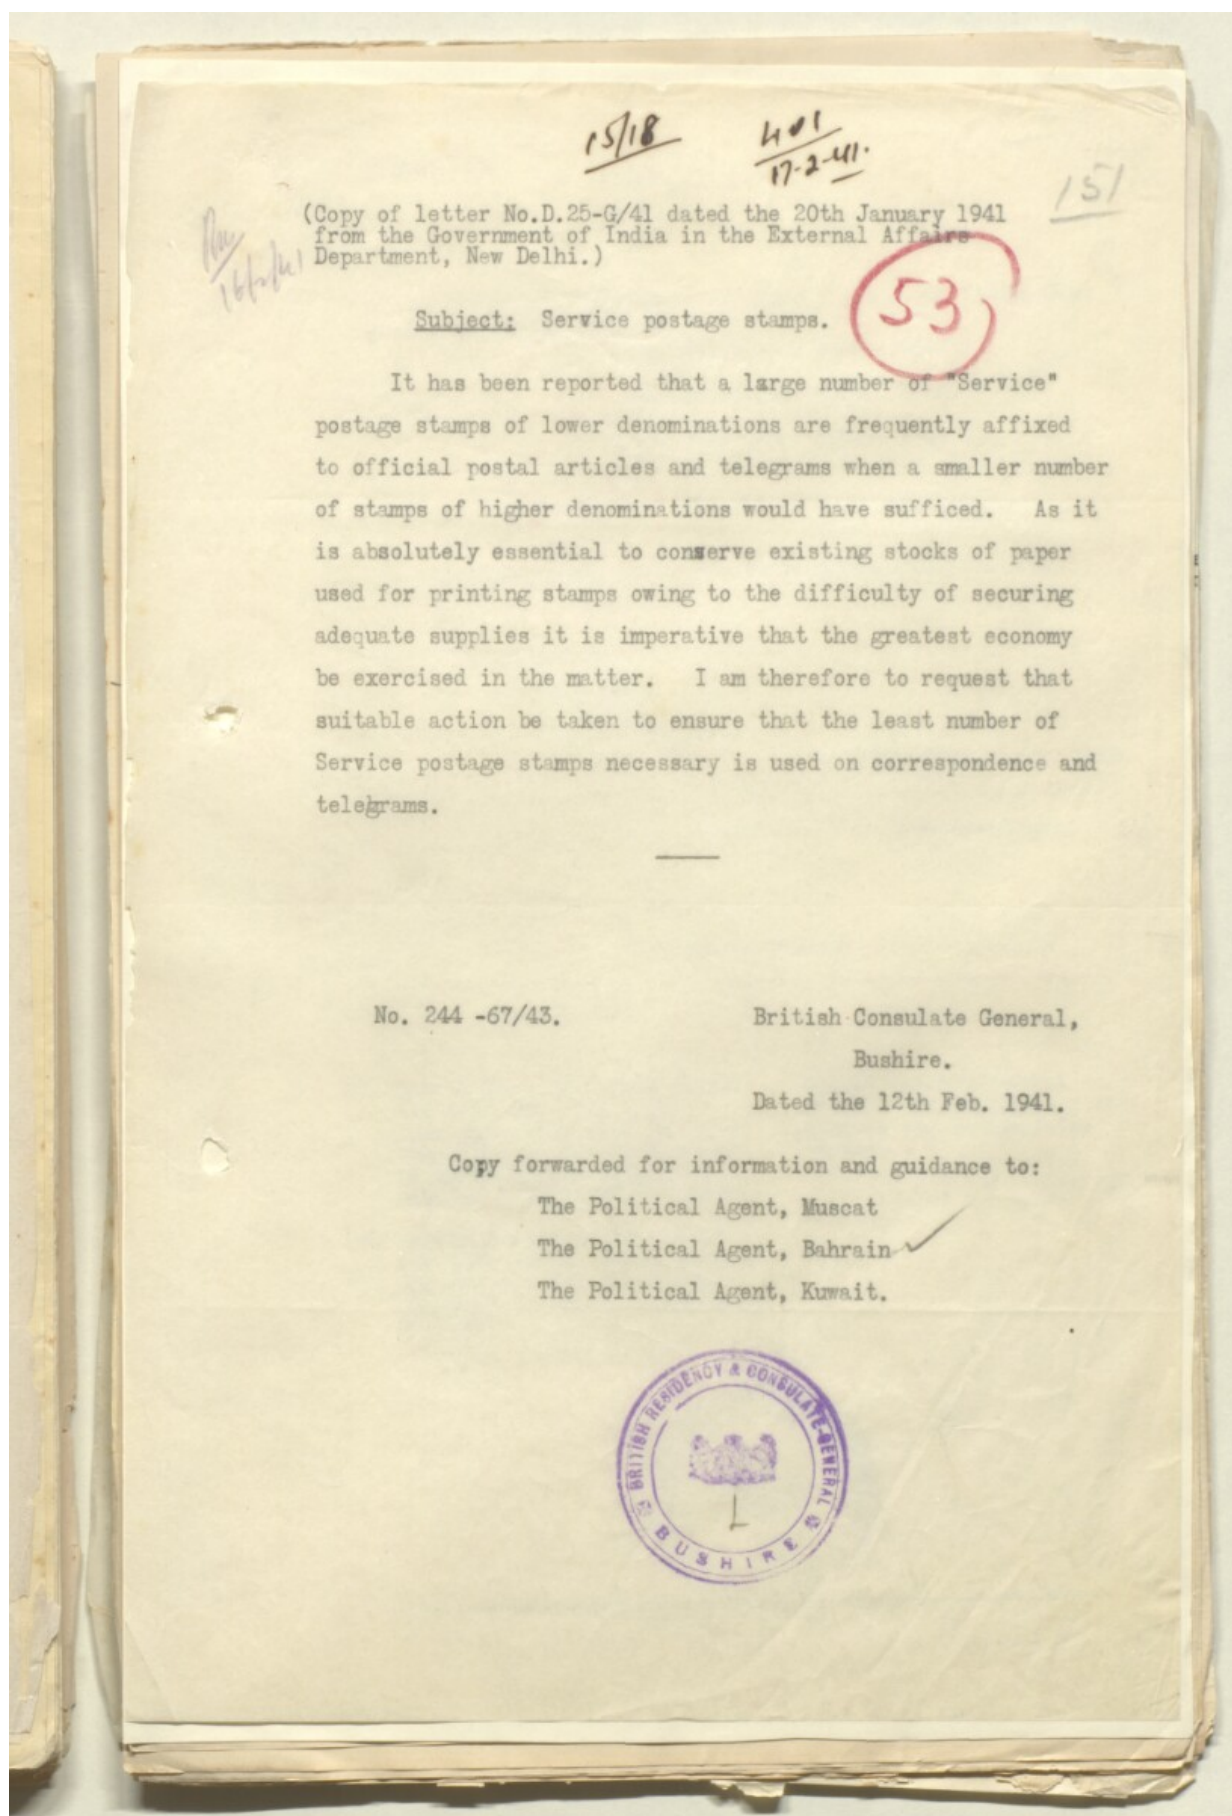 15/18
401
17-2-41.
151
(Copy of letter No.D.25-G/41 dated the 20th January 1941
from the Government of India in the External Affairs
Department, New Delhi.)
53
Subject: Service postage stamps.
It has been reported that a large number of "Service"
postage stamps of lower denominations are frequently affixed
to official postal articles and telegrams when a smaller number
of stamps of higher denominations would have sufficed. As it
is absolutely essential to conserve existing stocks of paper
used for printing stamps owing to the difficulty of securing
adequate supplies it is imperative that the greatest economy
be exercised in the matter. I am therefore to request that
suitable action be taken to ensure that the least number of
Service postage stamps necessary is used on correspondence and
telegrams.
No. 244 -67/43. British Consulate General,
Bushire.
Dated the 12th Feb. 1941.
Copy forwarded for information and guidance to:
The Political Agent, Muscat
The Political Agent, Bahrain
The Political Agent, Kuwait.
BRITISH RESIDENCY & CONSULATE-GENERAL
BUSHIRE